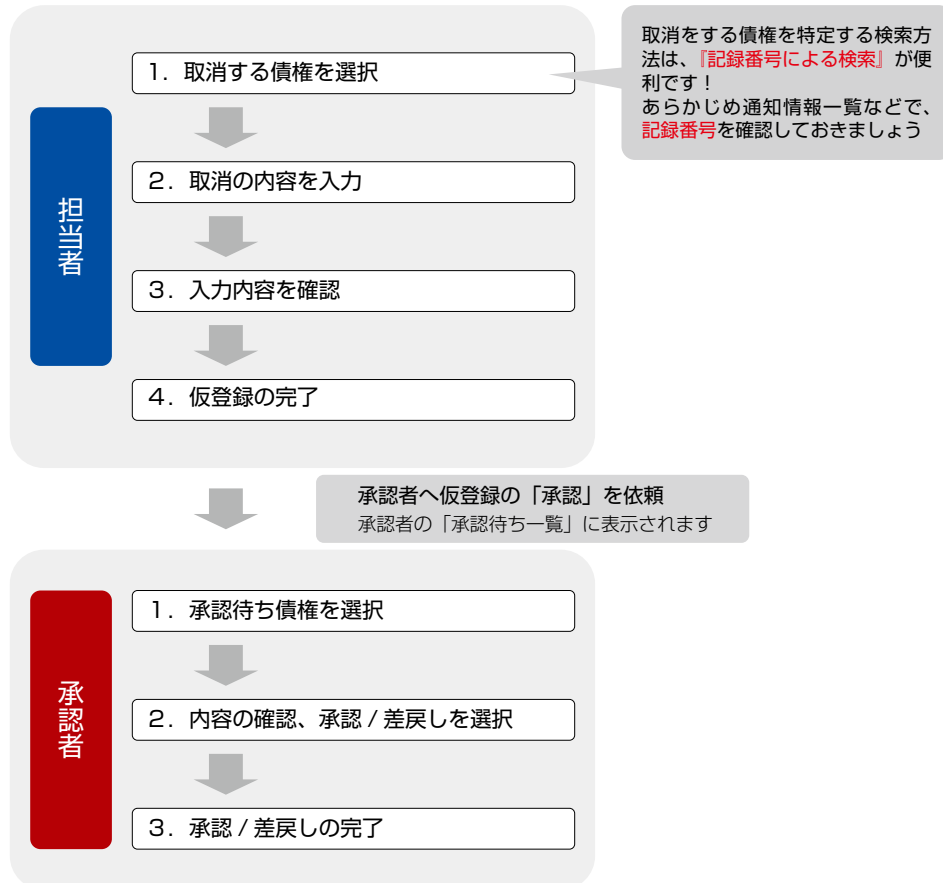 1．取消する債権を選択
取消をする債権を特定する検索方
法は、『記録番号による検索』が便
利です！
あらかじめ通知情報一覧などで、
記録番号を確認しておきましょう
担当者
2．取消の内容を入力
3．入力内容を確認
4．仮登録の完了
承認者へ仮登録の「承認」を依頼
承認者の「承認待ち一覧」に表示されます
承認者
1．承認待ち債権を選択
2．内容の確認、承認 / 差戻しを選択
3．承認 / 差戻しの完了